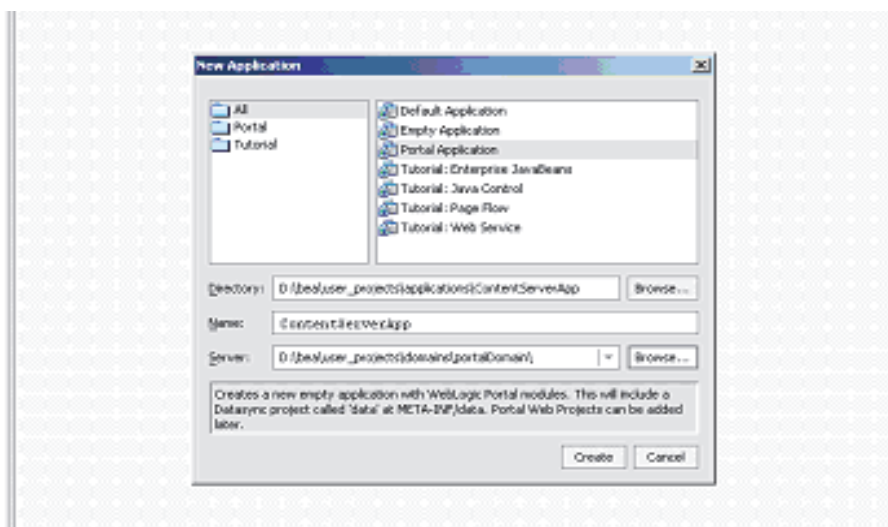 New Application
All
Portal
Tutorial
Default Application
Empty Application
Portal Application
Tutorial: Enterprise JavaBeans
Tutorial: Java Control
Tutorial: Page Flow
Tutorial: Web Service
Directory: D:\bea\user_projects\applications\ContentServerApp Browse...
Name: ContentServerApp
Server: D:\bea\user_projects\domains\portalDomain\ Browse...
Creates a new empty application with WebLogic Portal modules. This will include a
Datasync project called 'data' at META-INF/data. Portal Web Projects can be added
later.
Create Cancel